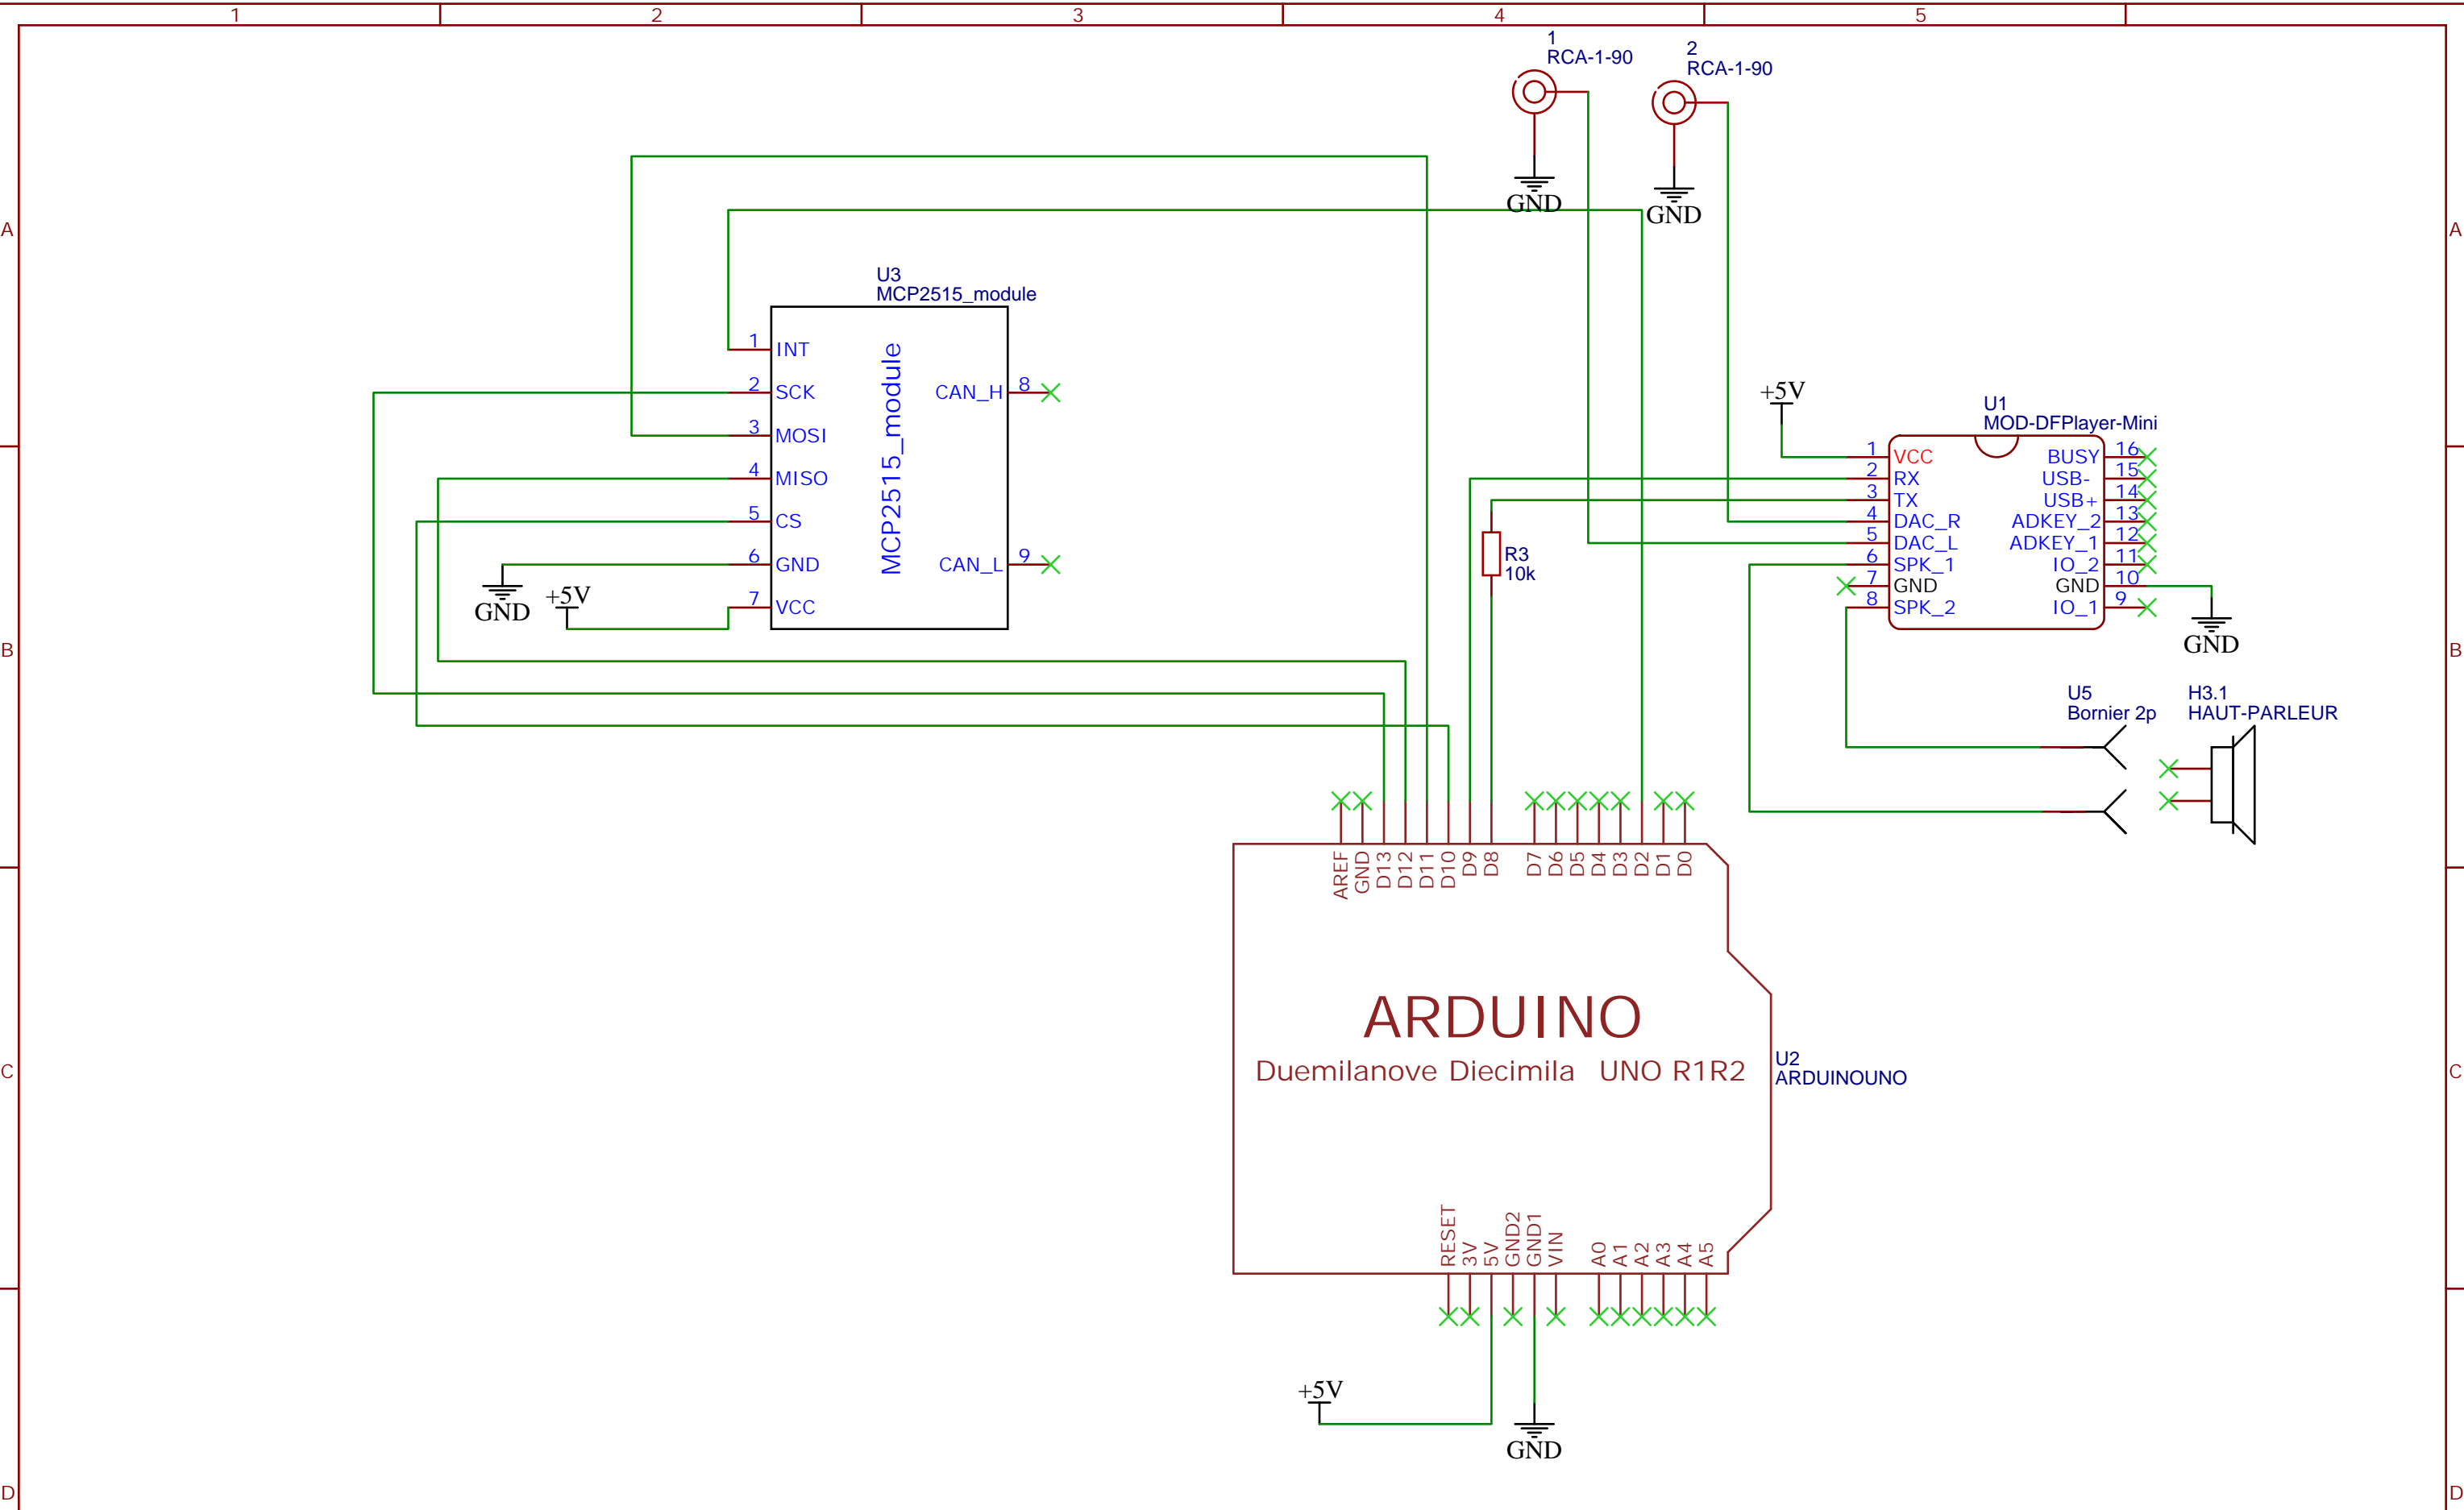 1 2 3 4 5
1
RCA-1-90
2
RCA-1-90
GND
GND
A A
U3
MCP2515_module
MCP2515_module
1 INT
2 SCK
3 MOSI
4 MISO
5 CS
6 GND
7 VCC
CAN_H 8
CAN_L 9
GND
+5V
+5V
U1
MOD-DFPlayer-Mini
1 VCC
2 RX
3 TX
4 DAC_R
5 DAC_L
6 SPK_1
7 GND
8 SPK_2
BUSY 16
USB- 15
USB+ 14
ADKEY_2 13
ADKEY_1 12
IO_2 11
GND 10
IO_1 9
GND
R3
10k
B B
U5
Bornier 2p
H3.1
HAUT-PARLEUR
AREF
GND
D13
D12
D11
D10
D9
D8
D7
D6
D5
D4
D3
D2
D1
D0
ARDUINO
Duemilanove Diecimila UNO R1R2
U2
ARDUINOUNO
C C
RESET
3V
5V
GND2
GND1
VIN
A0
A1
A2
A3
A4
A5
+5V
GND
D D